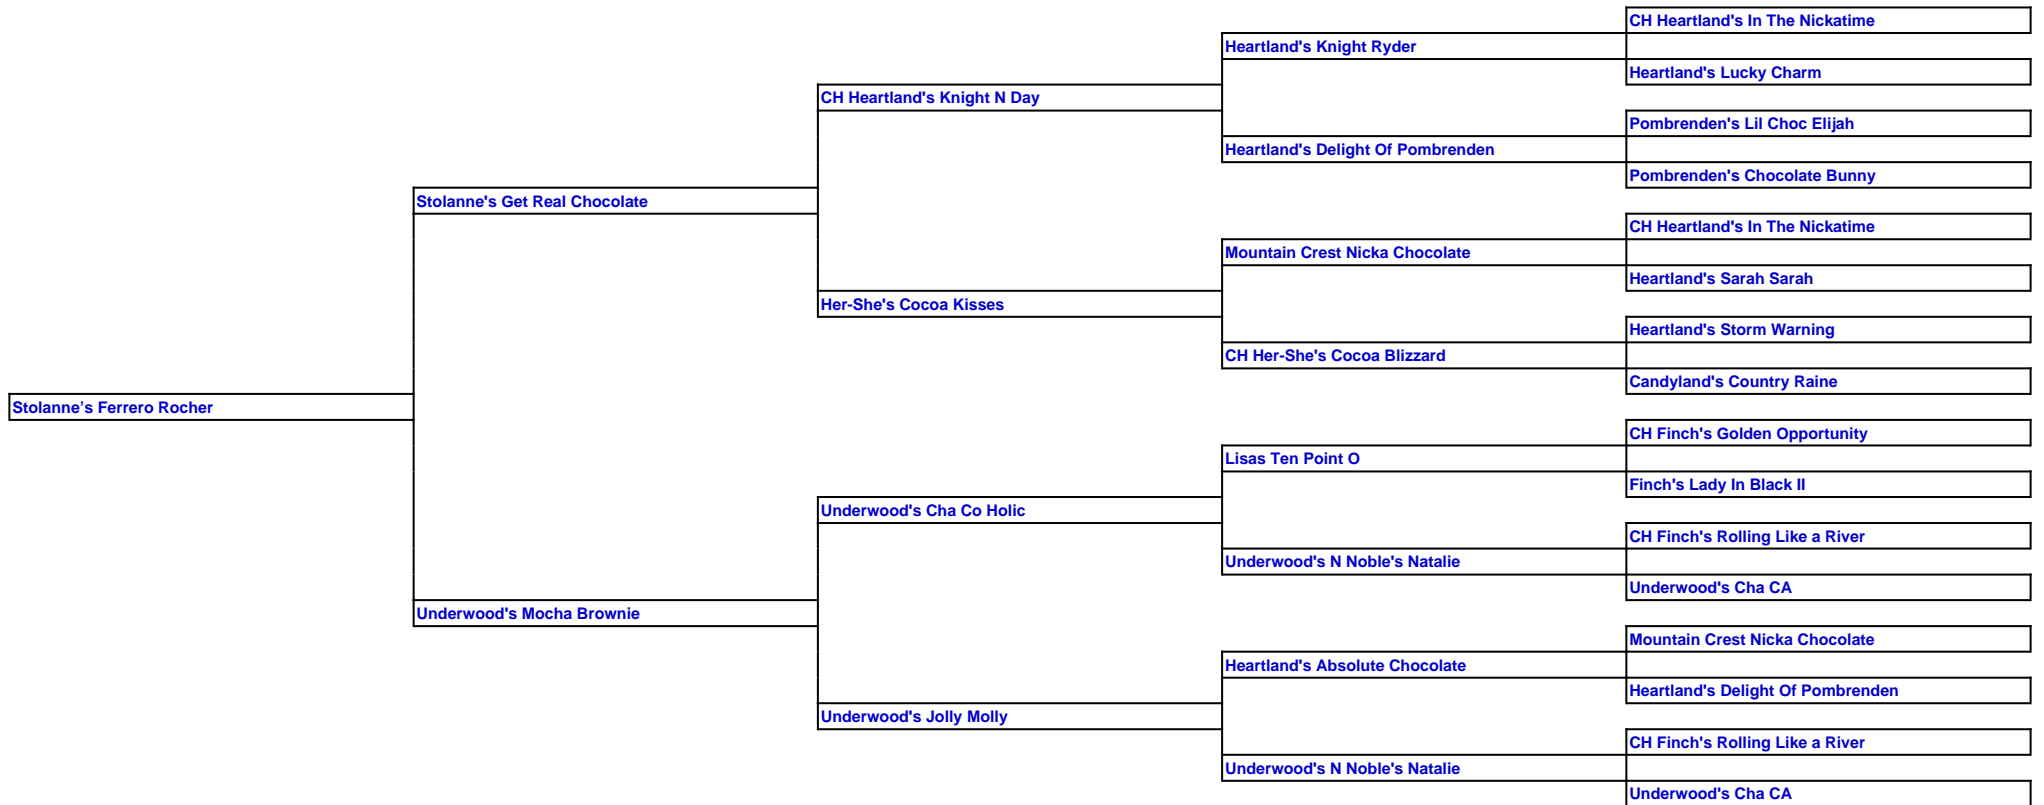 CH Heartland's In The Nickatime
Heartland's Knight Ryder
Heartland's Lucky Charm
CH Heartland's Knight N Day
Pombrenden's Lil Choc Elijah
Heartland's Delight Of Pombrenden
Pombrenden's Chocolate Bunny
Stolanne's Get Real Chocolate
CH Heartland's In The Nickatime
Mountain Crest Nicka Chocolate
Heartland's Sarah Sarah
Her-She's Cocoa Kisses
Heartland's Storm Warning
CH Her-She's Cocoa Blizzard
Candyland's Country Raine
Stolanne’s Ferrero Rocher
CH Finch's Golden Opportunity
Lisas Ten Point O
Finch's Lady In Black II
Underwood's Cha Co Holic
CH Finch's Rolling Like a River
Underwood's N Noble's Natalie
Underwood's Cha CA
Underwood's Mocha Brownie
Mountain Crest Nicka Chocolate
Heartland's Absolute Chocolate
Heartland's Delight Of Pombrenden
Underwood's Jolly Molly
CH Finch's Rolling Like a River
Underwood's N Noble's Natalie
Underwood's Cha CA